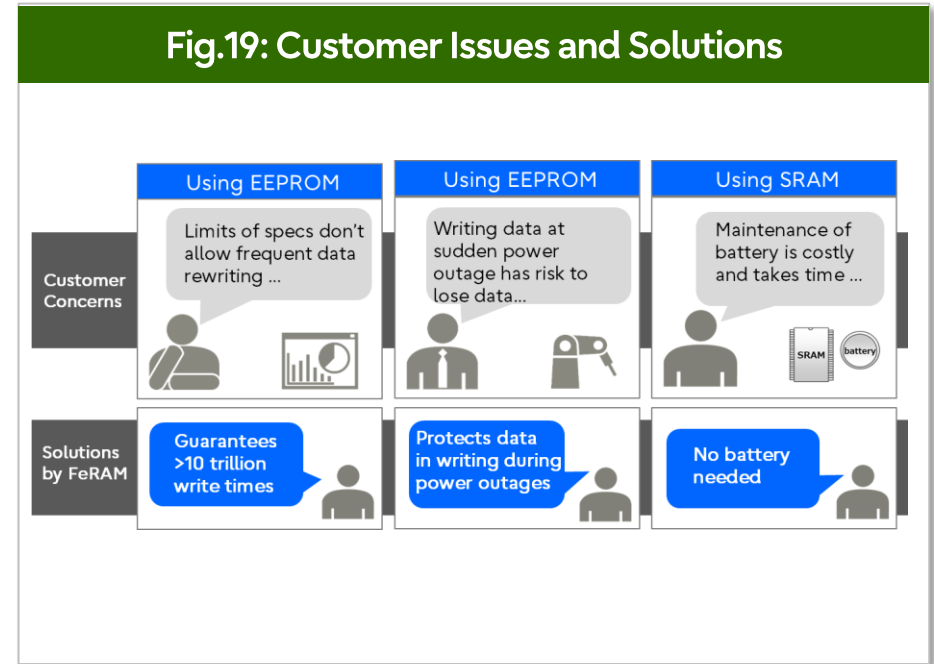 Fig.19: Customer Issues and Solutions
Using EEPROM
Using EEPROM
Using SRAM
Customer
Concerns
Limits of specs don't
allow frequent data
rewriting ...
Writing data at
sudden power
outage has risk to
lose data...
Maintenance of
battery is costly
and takes time ...
SRAM
battery
Solutions
by FeRAM
Guarantees
>10 trillion
write times
Protects data
in writing during
power outages
No battery
needed